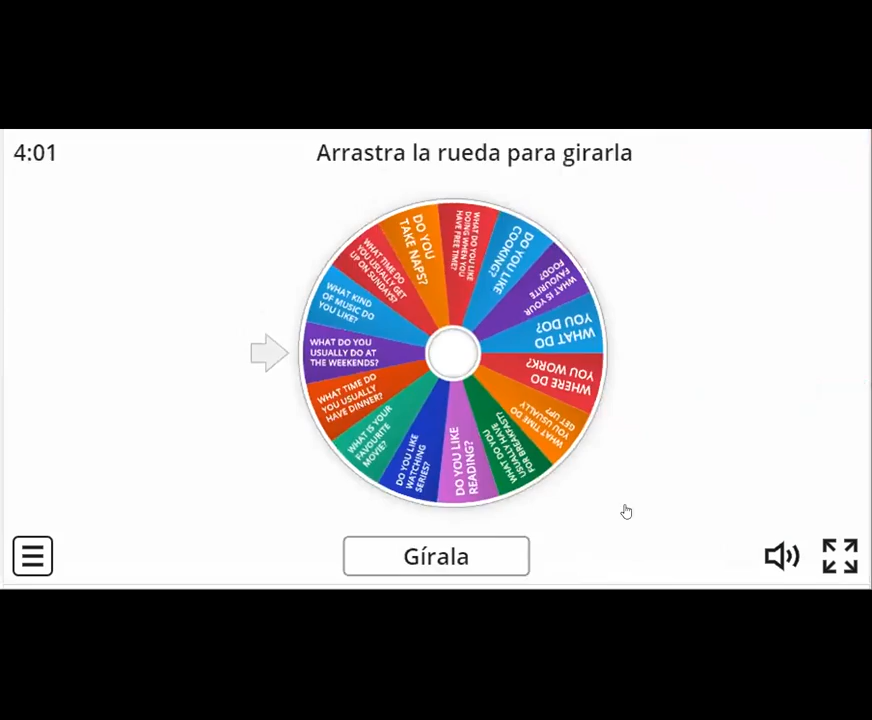 4:01
Arrastra la rueda para girarla
WHAT DO YOU
USUALLY DO AT
THE WEEKENDS?
WHAT KIND
OF MUSIC DO
YOU LIKE?
WHAT TIME DO
YOU USUALLY GET
UP ON SUNDAYS?
DO YOU
TAKE NAPS?
WHAT DO YOU LIKE
DOING WHEN YOU
HAVE FREE TIME?
DO YOU LIKE
COOKING?
WHAT IS YOUR
FAVOURITE
FOOD?
WHAT DO
YOU DO?
WHERE DO
YOU WORK?
WHAT TIME DO
YOU USUALLY
GET UP?
WHAT DO YOU
USUALLY HAVE
FOR BREAKFAST?
DO YOU LIKE
READING?
DO YOU LIKE
WATCHING
SERIES?
WHAT IS YOUR
FAVOURITE
MOVIE?
WHAT TIME DO
YOU USUALLY
HAVE DINNER?
Gírala